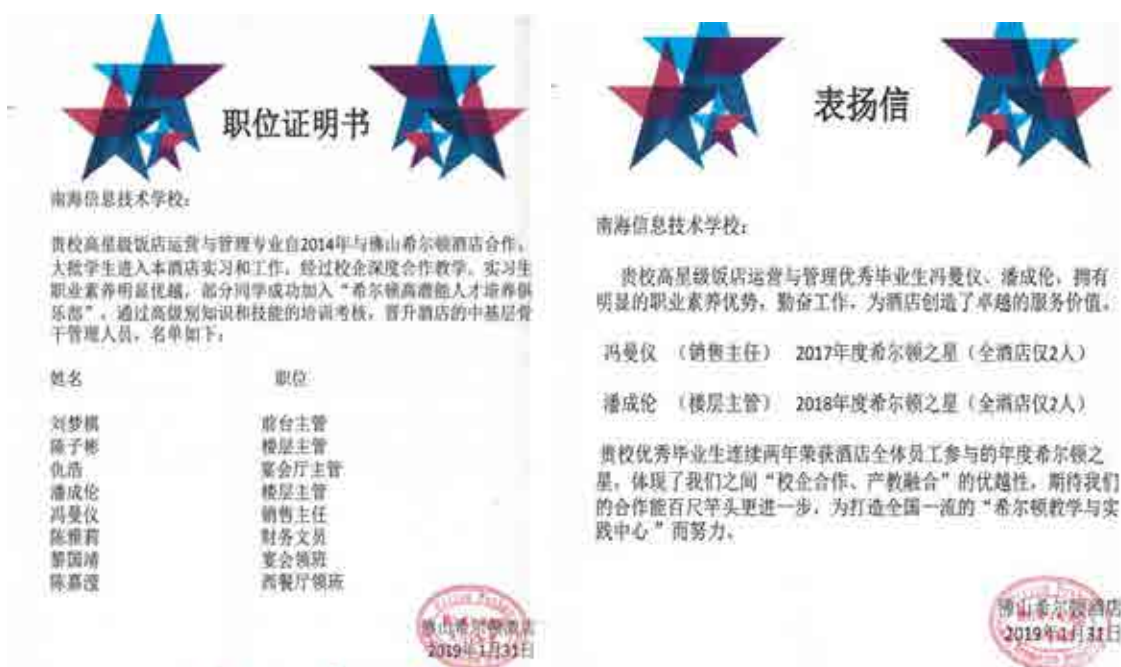 职位证明书
南海信息技术学校：
贵校高星级饭店运营与管理专业自2014年与佛山希尔顿酒店合作，
大批学生进入本酒店实习和工作，经过校企深度合作教学，实习生
职业素养明显优越，部分同学成功加入“希尔顿高潜能人才培养俱
乐部”，通过高级别知识和技能的培训考核，晋升酒店的中基层骨
干管理人员，名单如下：
姓名 职位
刘梦棋 前台主管
陈子彬 楼层主管
仇浩 宴会厅主管
潘成伦 楼层主管
冯曼仪 销售主任
陈雅莉 财务文员
黎国靖 宴会领班
陈嘉滢 西餐厅领班
佛山希尔顿酒店
2019年1月31日
表扬信
南海信息技术学校：
贵校高星级饭店运营与管理优秀毕业生冯曼仪、潘成伦，拥有
明显的职业素养优势，勤奋工作，为酒店创造了卓越的服务价值。
冯曼仪 （销售主任） 2017年度希尔顿之星（全酒店仅2人）
潘成伦 （楼层主管） 2018年度希尔顿之星（全酒店仅2人）
贵校优秀毕业生连续两年荣获酒店全体员工参与的年度希尔顿之
星，体现了我们之间“校企合作、产教融合”的优越性，期待我们
的合作能百尺竿头更进一步，为打造全国一流的“希尔顿教学与实
践中心 ”而努力。
佛山希尔顿酒店
2019年1月31日